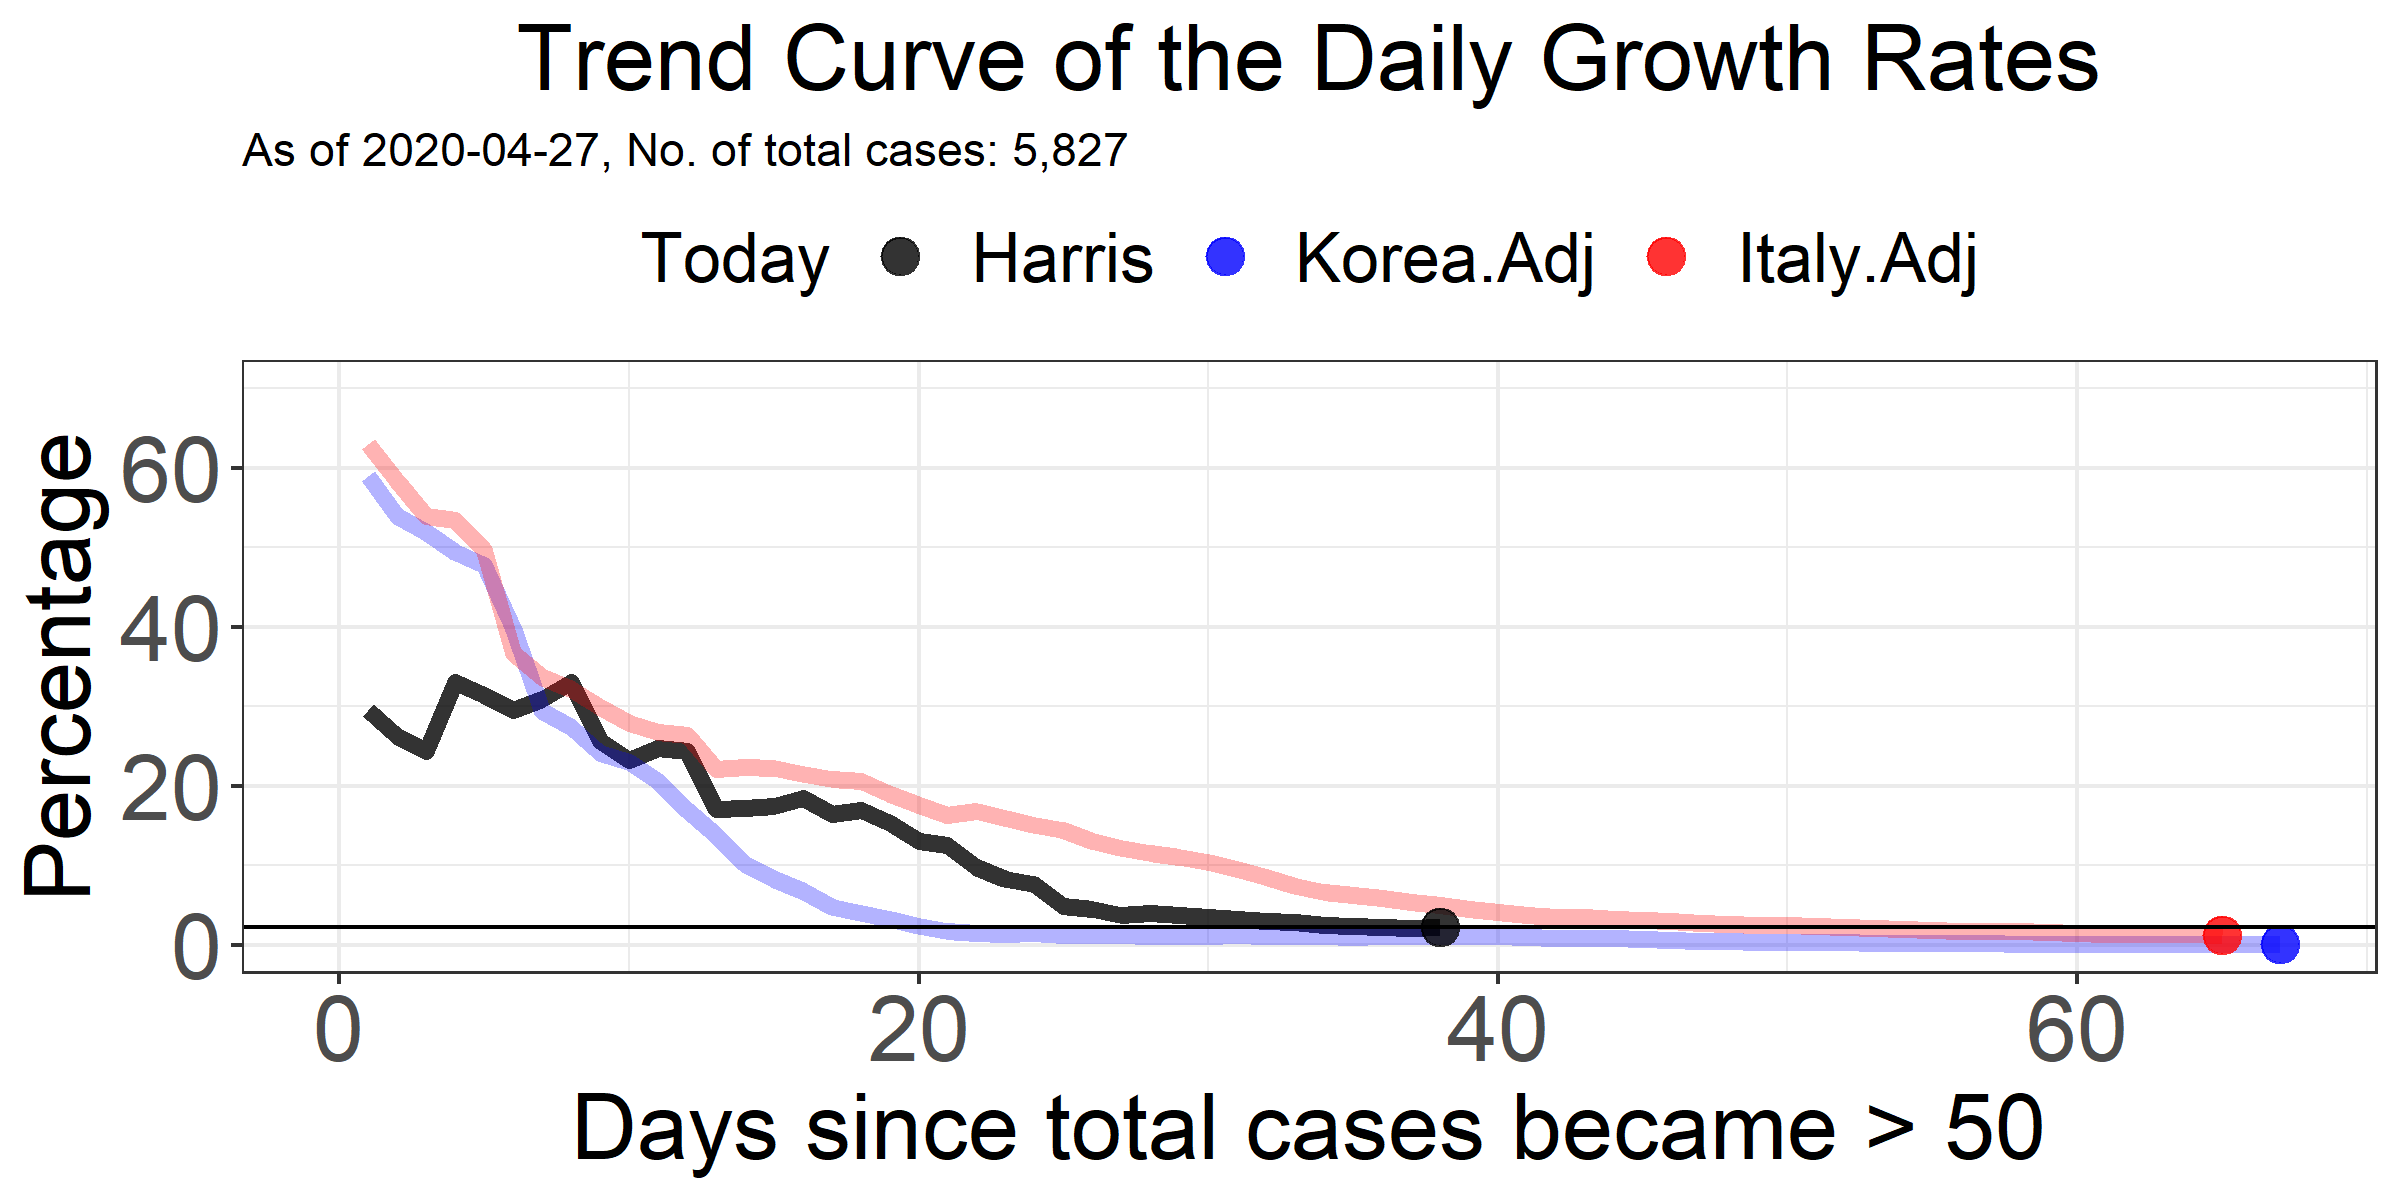 Trend Curve of the Daily Growth Rates
As of 2020-04-27, No. of total cases: 5,827
Today Harris Korea.Adj Italy.Adj
Percentage
60
40
20
0
0 20 40 60
Days since total cases became > 50